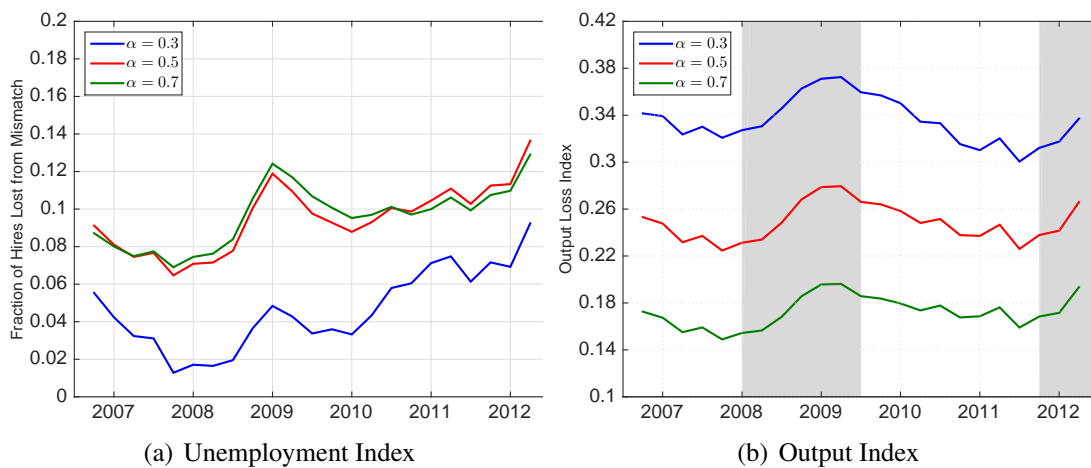 Fraction of Hires Lost from Mismatch
0.2
0.18
0.16
0.14
0.12
0.1
0.08
0.06
0.04
0.02
0
α = 0.3
α = 0.5
α = 0.7
2007 2008 2009 2010 2011 2012
(a) Unemployment Index
Output Loss Index
0.42
0.38
0.34
0.3
0.26
0.22
0.18
0.14
0.1
α = 0.3
α = 0.5
α = 0.7
2007 2008 2009 2010 2011 2012
(b) Output Index